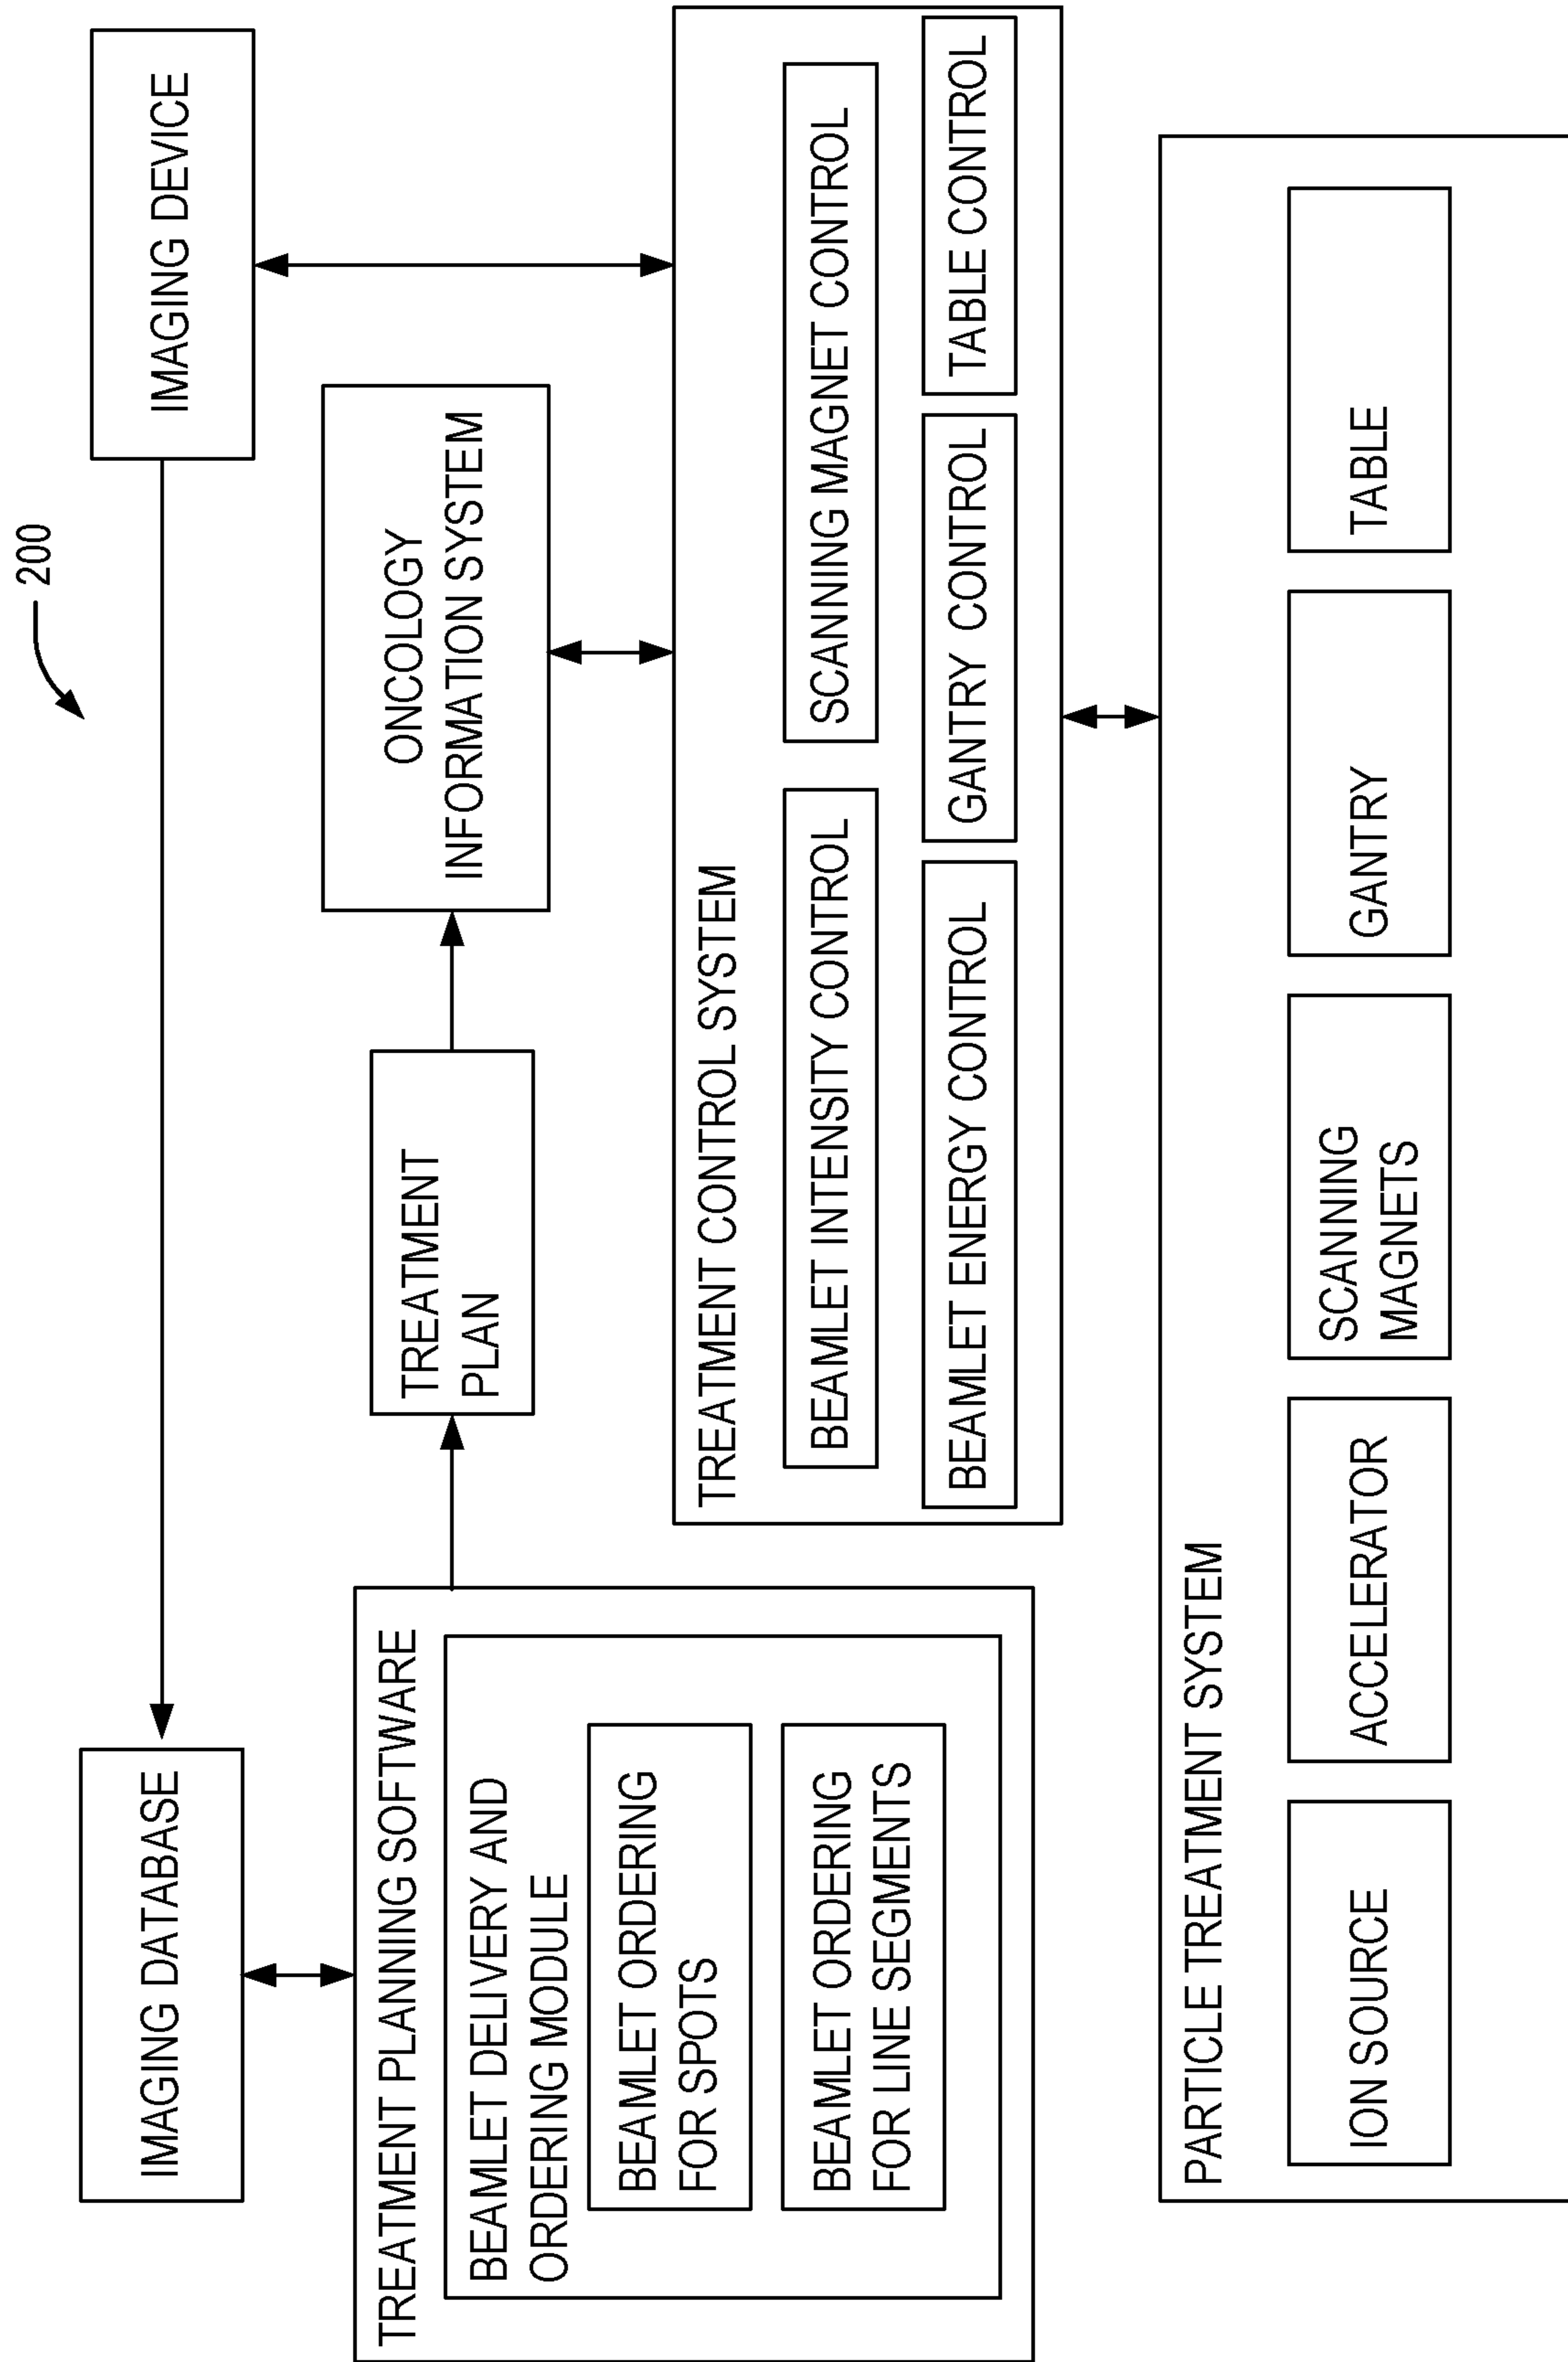 200
IMAGING DATABASE
IMAGING DEVICE
TREATMENT PLANNING SOFTWARE
BEAMLET DELIVERY AND
ORDERING MODULE
BEAMLET ORDERING
FOR SPOTS
BEAMLET ORDERING
FOR LINE SEGMENTS
TREATMENT
PLAN
ONCOLOGY
INFORMATION SYSTEM
TREATMENT CONTROL SYSTEM
BEAMLET INTENSITY CONTROL
SCANNING MAGNET CONTROL
BEAMLET ENERGY CONTROL
GANTRY CONTROL
TABLE CONTROL
PARTICLE TREATMENT SYSTEM
ION SOURCE
ACCELERATOR
SCANNING
MAGNETS
GANTRY
TABLE